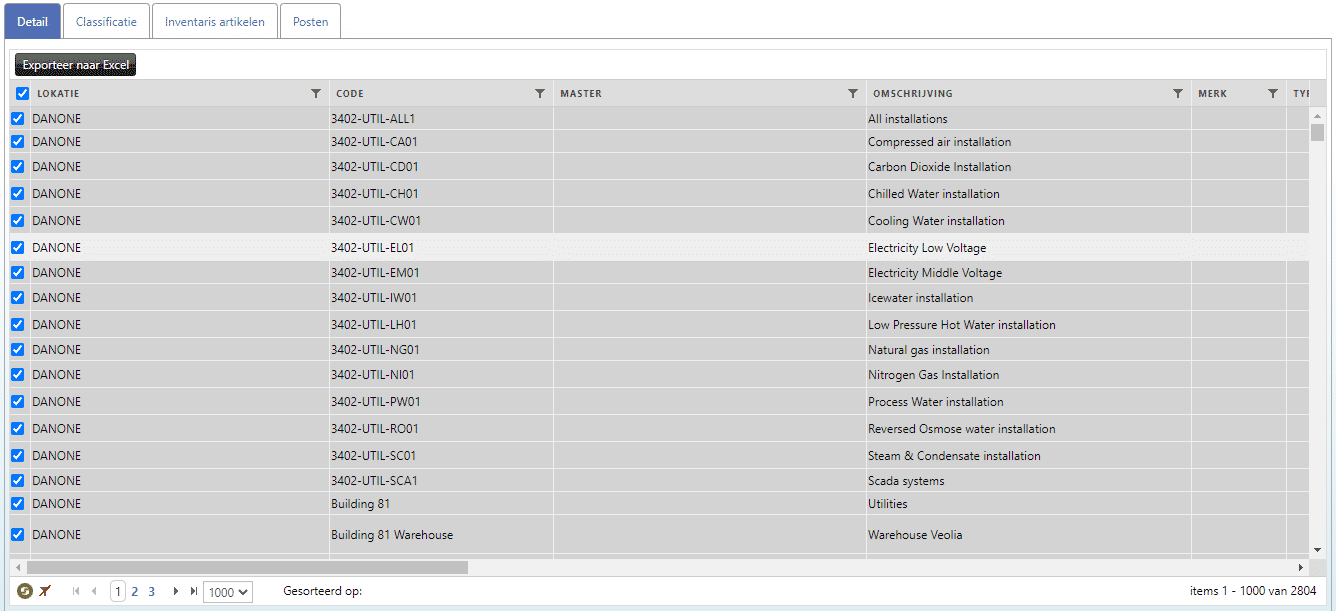 Detail Classificatie Inventaris artikelen Posten
Exporteer naar Excel
LOKATIE CODE MASTER OMSCHRIJVING MERK TYP
DANONE 3402-UTIL-ALL1 All installations
DANONE 3402-UTIL-CA01 Compressed air installation
DANONE 3402-UTIL-CD01 Carbon Dioxide Installation
DANONE 3402-UTIL-CH01 Chilled Water installation
DANONE 3402-UTIL-CW01 Cooling Water installation
DANONE 3402-UTIL-EL01 Electricity Low Voltage
DANONE 3402-UTIL-EM01 Electricity Middle Voltage
DANONE 3402-UTIL-IW01 Icewater installation
DANONE 3402-UTIL-LH01 Low Pressure Hot Water installation
DANONE 3402-UTIL-NG01 Natural gas installation
DANONE 3402-UTIL-NI01 Nitrogen Gas Installation
DANONE 3402-UTIL-PW01 Process Water installation
DANONE 3402-UTIL-RO01 Reversed Osmose water installation
DANONE 3402-UTIL-SC01 Steam & Condensate installation
DANONE 3402-UTIL-SCA1 Scada systems
DANONE Building 81 Utilities
DANONE Building 81 Warehouse Warehouse Veolia
1 2 3 1000 Gesorteerd op: items 1 - 1000 van 2804